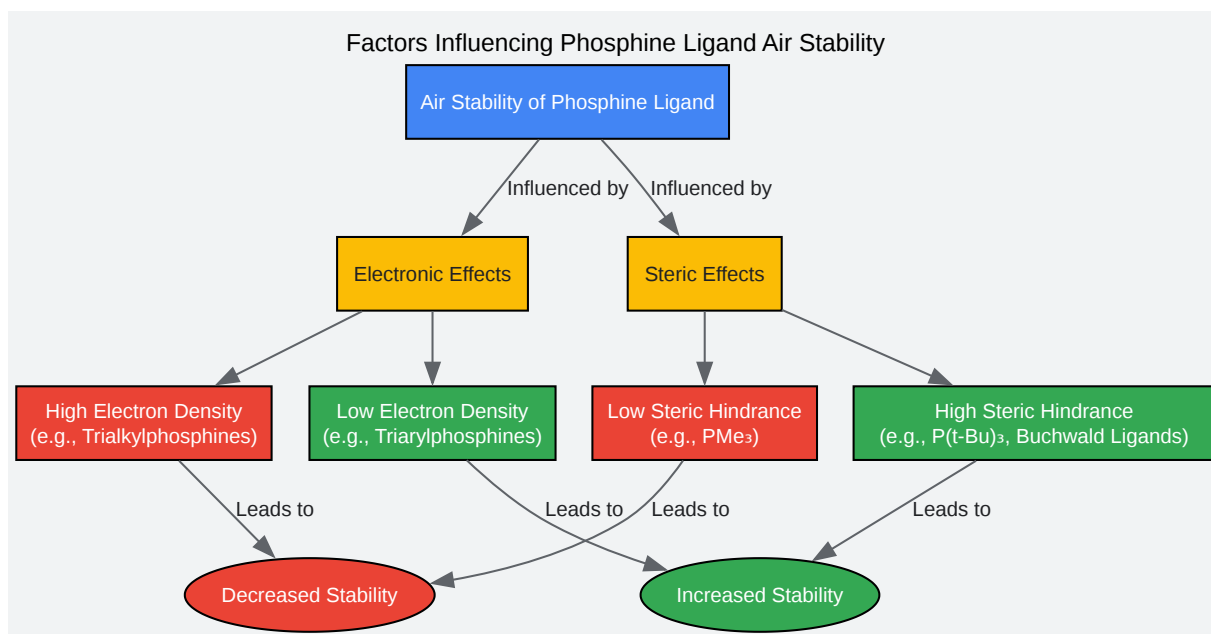 Factors Influencing Phosphine Ligand Air Stability
Air Stability of Phosphine Ligand
Influenced by
Influenced by
Electronic Effects
Steric Effects
High Electron Density
(e.g., Trialkylphosphines)
Low Electron Density
(e.g., Triarylphosphines)
Low Steric Hindrance
(e.g., PMe₃)
High Steric Hindrance
(e.g., P(t-Bu)₃, Buchwald Ligands)
Leads to
Leads to
Leads to
Leads to
Decreased Stability
Increased Stability